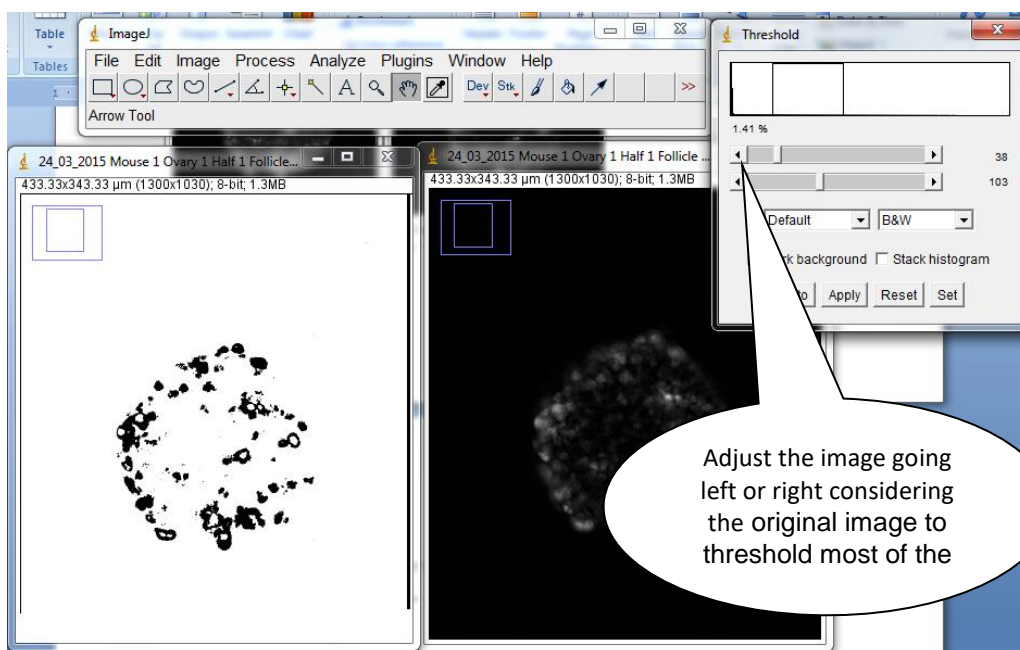 Table
Tables
1
ImageJ
File Edit Image Process Analyze Plugins Window Help
A Dev Stk >>
Arrow Tool
Threshold
1.41 %
38
103
Default B&W
k background Stack histogram
Apply Reset Set
24_03_2015 Mouse 1 Ovary 1 Half 1 Follicle...
433.33x343.33 µm (1300x1030); 8-bit; 1.3MB
24_03_2015 Mouse 1 Ovary 1 Half 1 Follicle ...
433.33x343.33 µm (1300x1030); 8-bit; 1.3MB
Adjust the image going
left or right considering
the original image to
threshold most of the